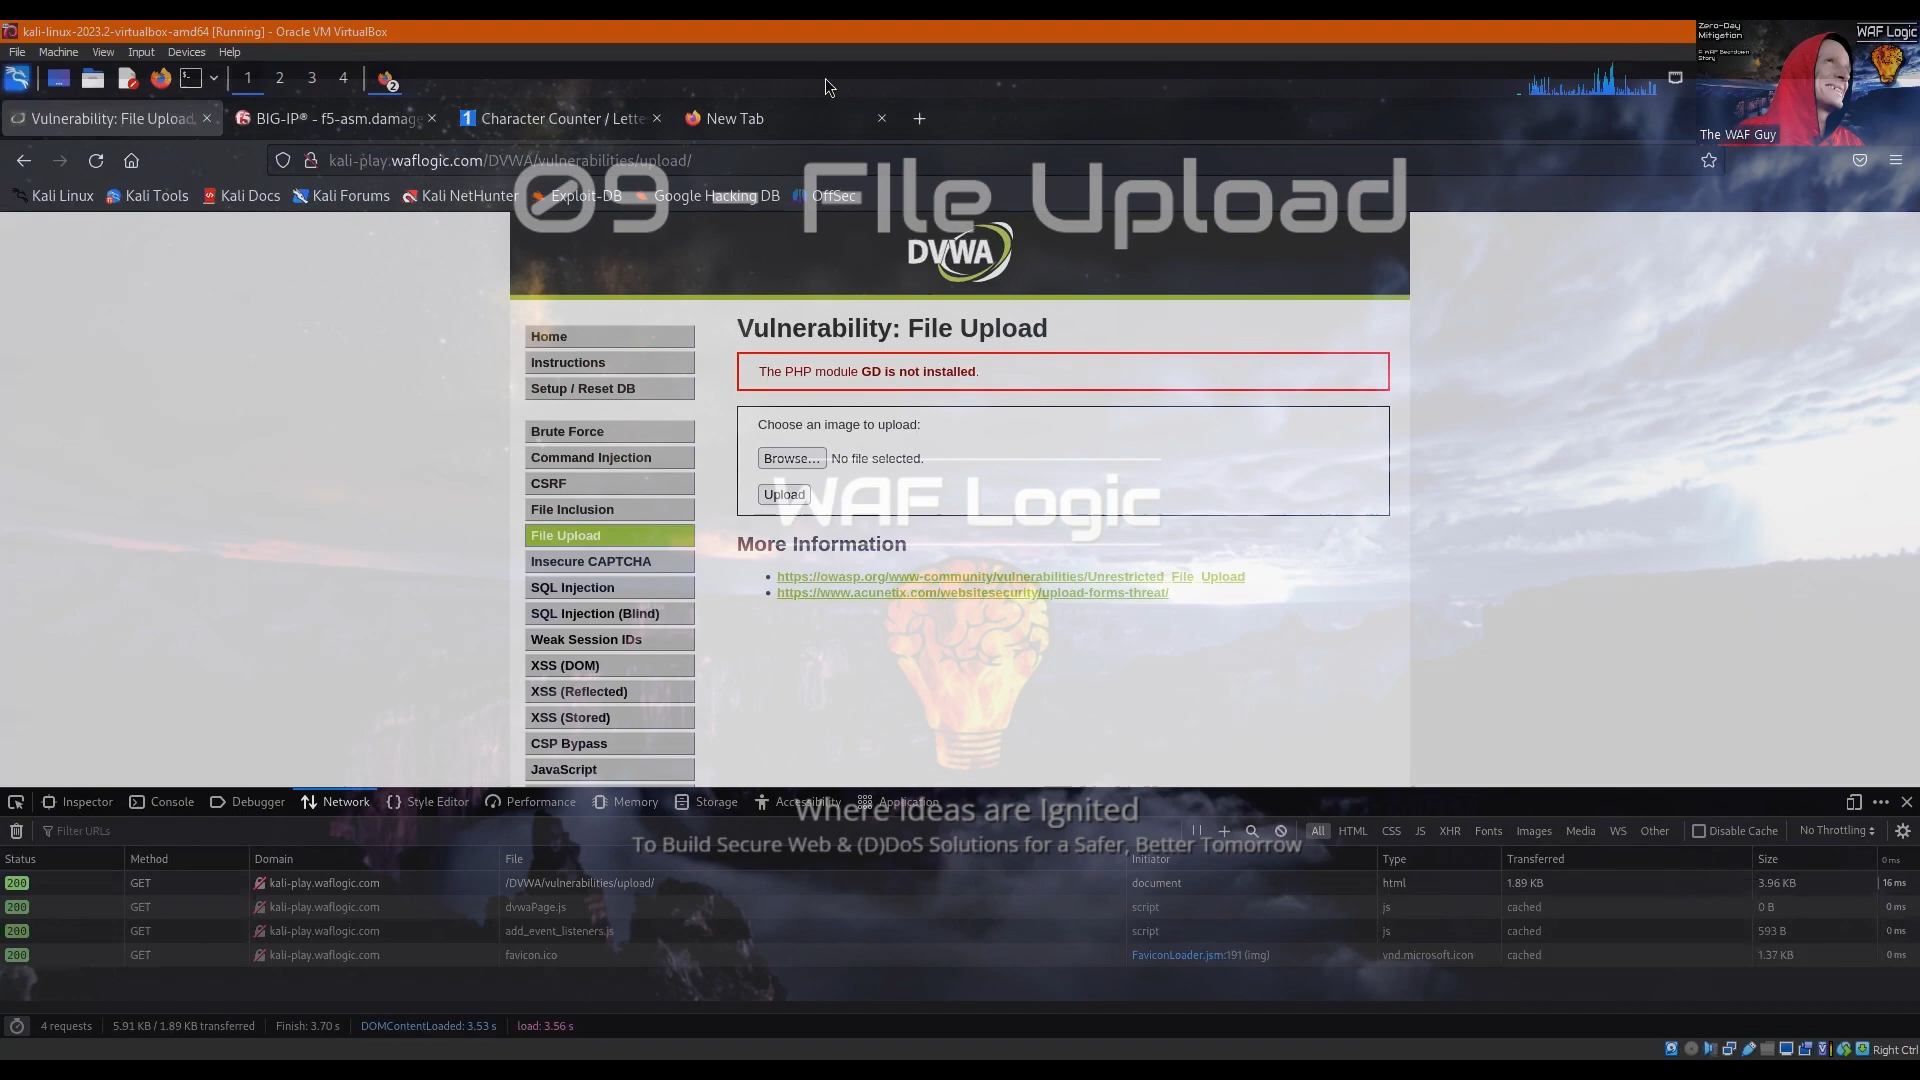 kali-linux-2023.2-virtualbox-amd64 [Running] - Oracle VM VirtualBox
File Machine View Input Devices Help
1 2 3 4 2
Zero-Day
Mitigation
A WAF Beatdown
Story
WAF Logic
The WAF Guy
Vulnerability: File Upload
BIG-IP® - f5-asm.damage
Character Counter / Lette
New Tab
kali-play.waflogic.com/DVWA/vulnerabilities/upload/
Kali Linux Kali Tools Kali Docs Kali Forums Kali NetHunter Exploit-DB Google Hacking DB OffSec
09 File Upload
DVWA
Home
Instructions
Setup / Reset DB
Brute Force
Command Injection
CSRF
File Inclusion
File Upload
Insecure CAPTCHA
SQL Injection
SQL Injection (Blind)
Weak Session IDs
XSS (DOM)
XSS (Reflected)
XSS (Stored)
CSP Bypass
JavaScript
Vulnerability: File Upload
The PHP module GD is not installed.
Choose an image to upload:
Browse... No file selected.
Upload
WAF Logic
More Information
https://owasp.org/www-community/vulnerabilities/Unrestricted_File_Upload
https://www.acunetix.com/websitesecurity/upload-forms-threat/
Inspector Console Debugger Network Style Editor Performance Memory Storage Accessibility Application
Where Ideas are Ignited
To Build Secure Web & (D)DoS Solutions for a Safer, Better Tomorrow
Filter URLs
All HTML CSS JS XHR Fonts Images Media WS Other Disable Cache No Throttling
Status Method Domain File Initiator Type Transferred Size 0 ms
200 GET kali-play.waflogic.com /DVWA/vulnerabilities/upload/ document html 1.89 KB 3.96 KB 16 ms
200 GET kali-play.waflogic.com dvwaPage.js script js cached 0 B 0 ms
200 GET kali-play.waflogic.com add_event_listeners.js script js cached 593 B 0 ms
200 GET kali-play.waflogic.com favicon.ico FaviconLoader.jsm:191 (img) vnd.microsoft.icon cached 1.37 KB 0 ms
4 requests 5.91 KB / 1.89 KB transferred Finish: 3.70 s DOMContentLoaded: 3.53 s load: 3.56 s
Right Ctrl